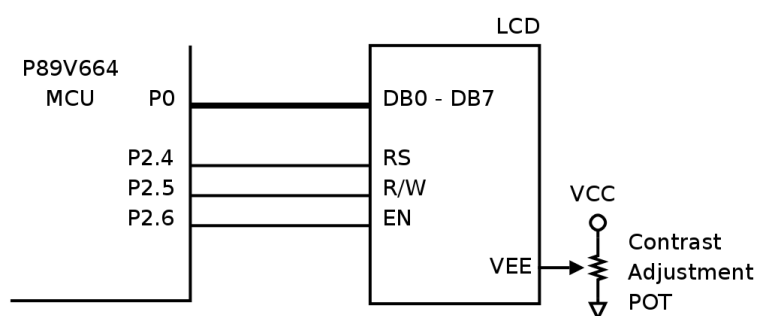 LCD
P89V664
MCU P0
DB0 - DB7
P2.4 RS
P2.5 R/W
P2.6 EN
VCC
VEE
Contrast
Adjustment
POT